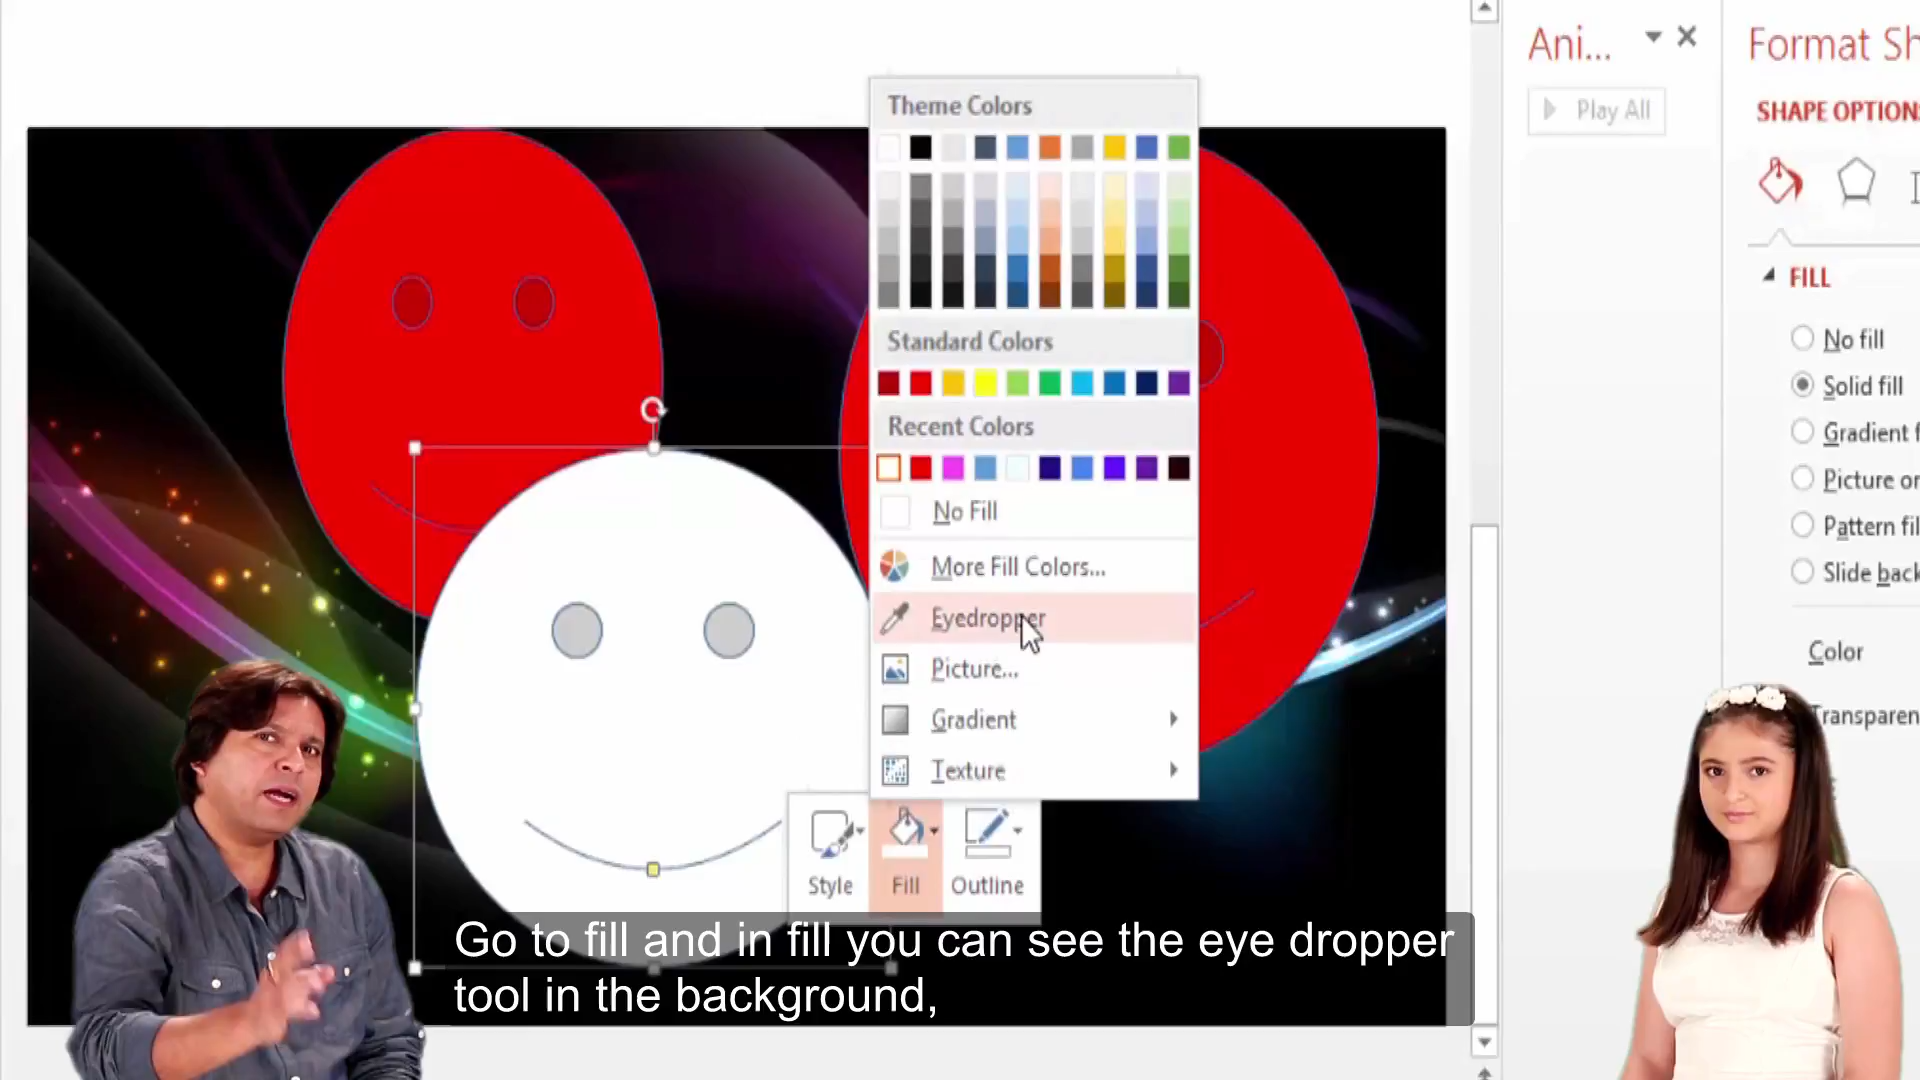 Ani...
Format Sh
Play All
SHAPE OPTIONS
Theme Colors
FILL
No fill
Standard Colors
Solid fill
Recent Colors
Gradient f
Picture or
No Fill
Pattern fil
More Fill Colors...
Slide back
Eyedropper
Color
Picture...
Gradient
Transparen
Texture
Style
Fill
Outline
Go to fill and in fill you can see the eye dropper
tool in the background,